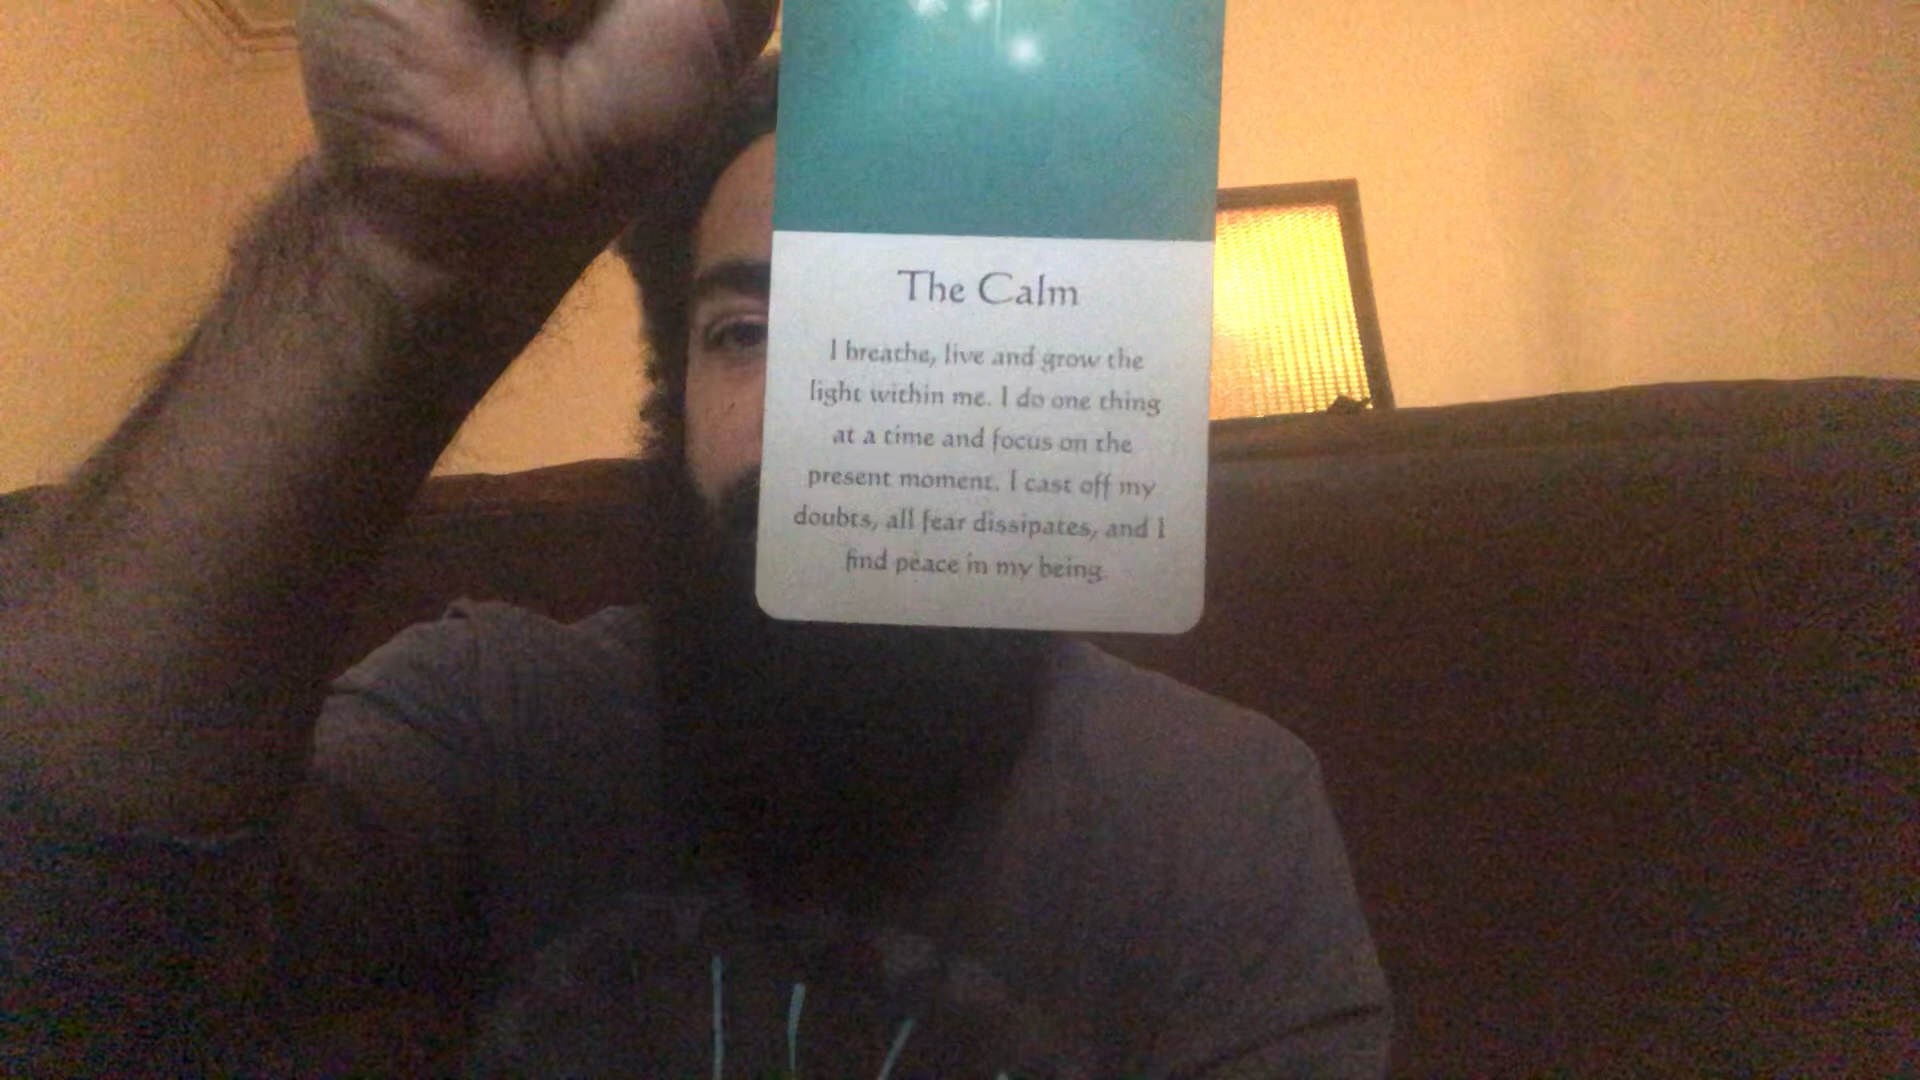 The Calm
I breathe, live and grow the
light within me. I do one thing
at a time and focus on the
present moment. I cast off my
doubts, all fear dissipates, and I
find peace in my being.